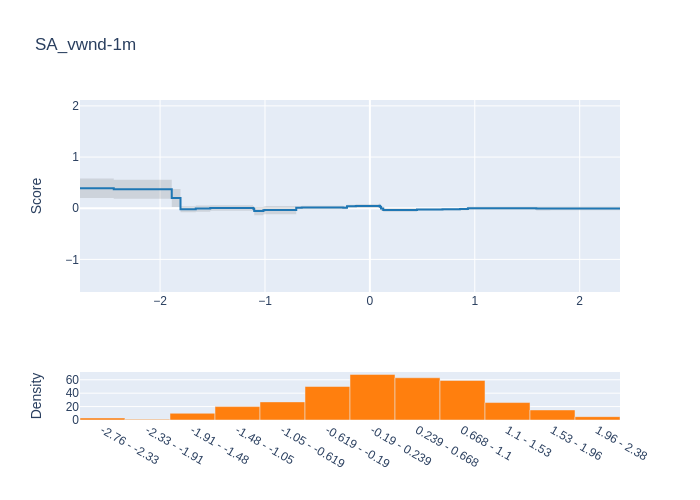 SA_vwnd-1m
Score
2
1
0
−1
−2
−1
0
1
2
Density
60
40
20
0
-2.76 - -2.33
-2.33 - -1.91
-1.91 - -1.48
-1.48 - -1.05
-1.05 - -0.619
-0.619 - -0.19
-0.19 - 0.239
0.239 - 0.668
0.668 - 1.1
1.1 - 1.53
1.53 - 1.96
1.96 - 2.38